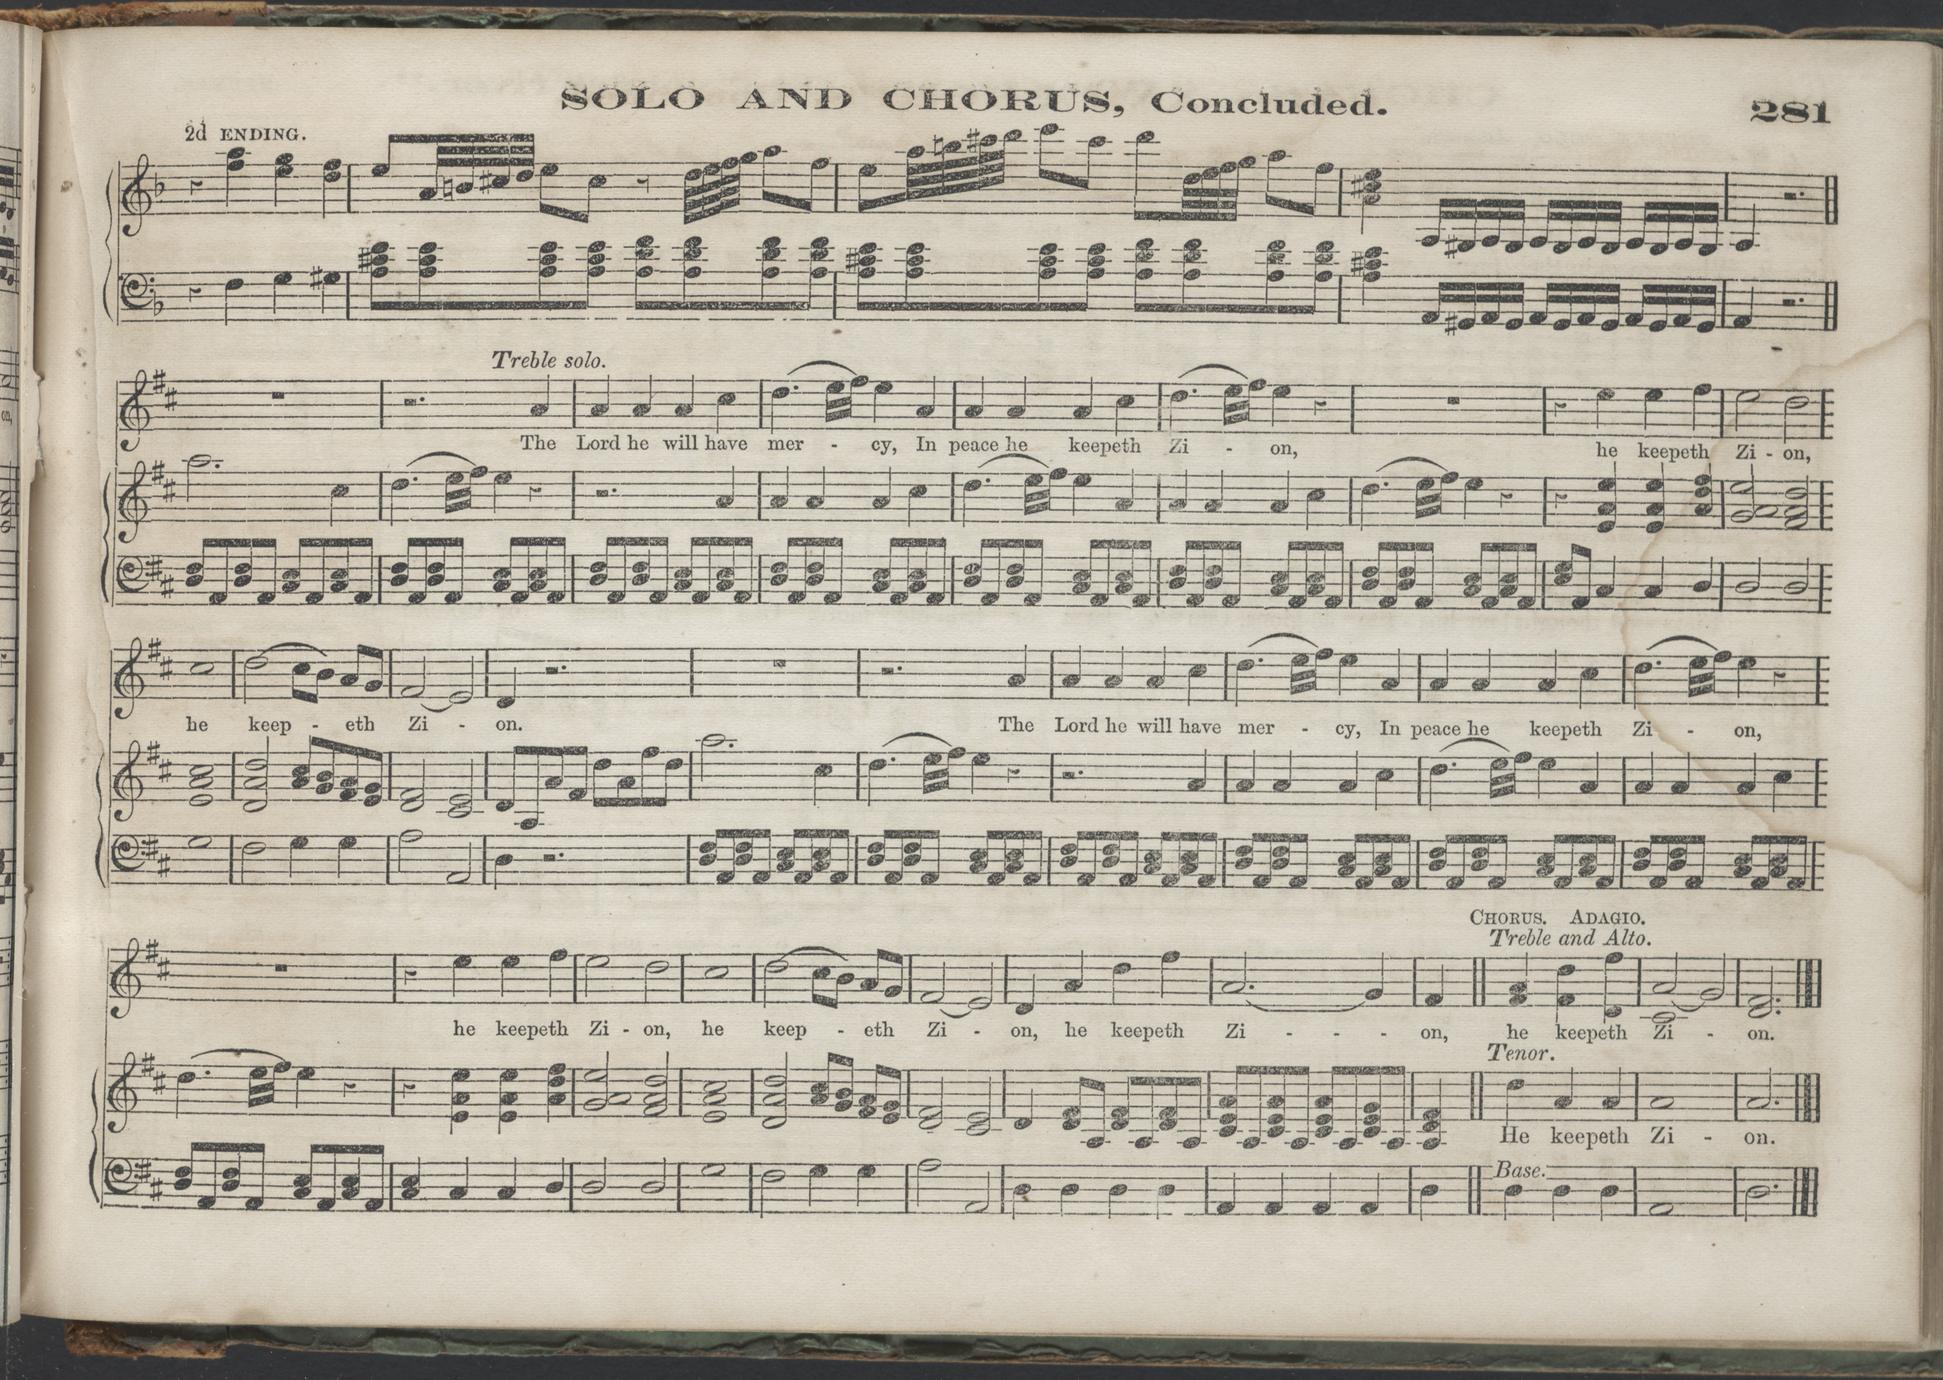 SOLO AND CHORUS, Concluded.
281
2d ENDING.
Treble solo.
The Lord he will have mer - cy, In peace he keepeth Zi - on, he keepeth Zi - on,
he keep - eth Zi - on. The Lord he will have mer - cy, In peace he keepeth Zi - on,
CHORUS. ADAGIO.
Treble and Alto.
he keepeth Zi - on, he keep - eth Zi - on, he keepeth Zi - - - on, he keepeth Zi - on.
Tenor.
He keepeth Zi - on.
Base.